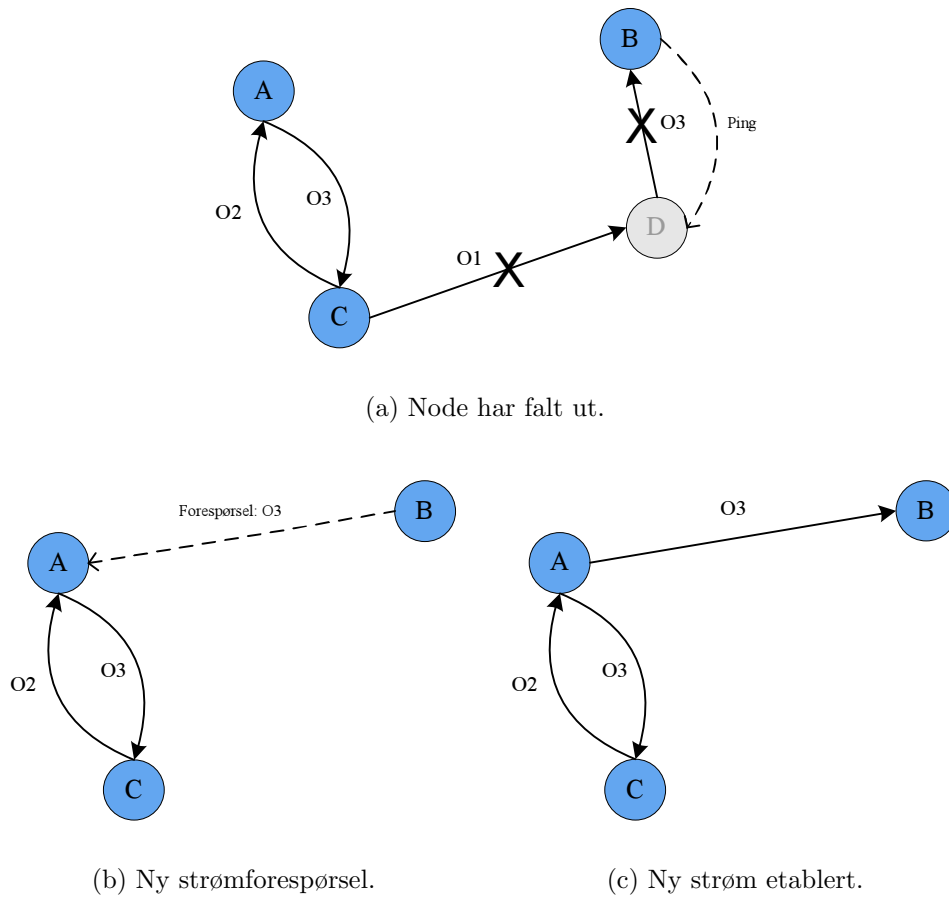 B
A
X
O3
Ping
O3
O2
D
O1
X
C
(a) Node har falt ut.
Forespørsel: O3
B
A
O3
O2
C
(b) Ny strømforespørsel.
O3
B
A
O3
O2
C
(c) Ny strøm etablert.